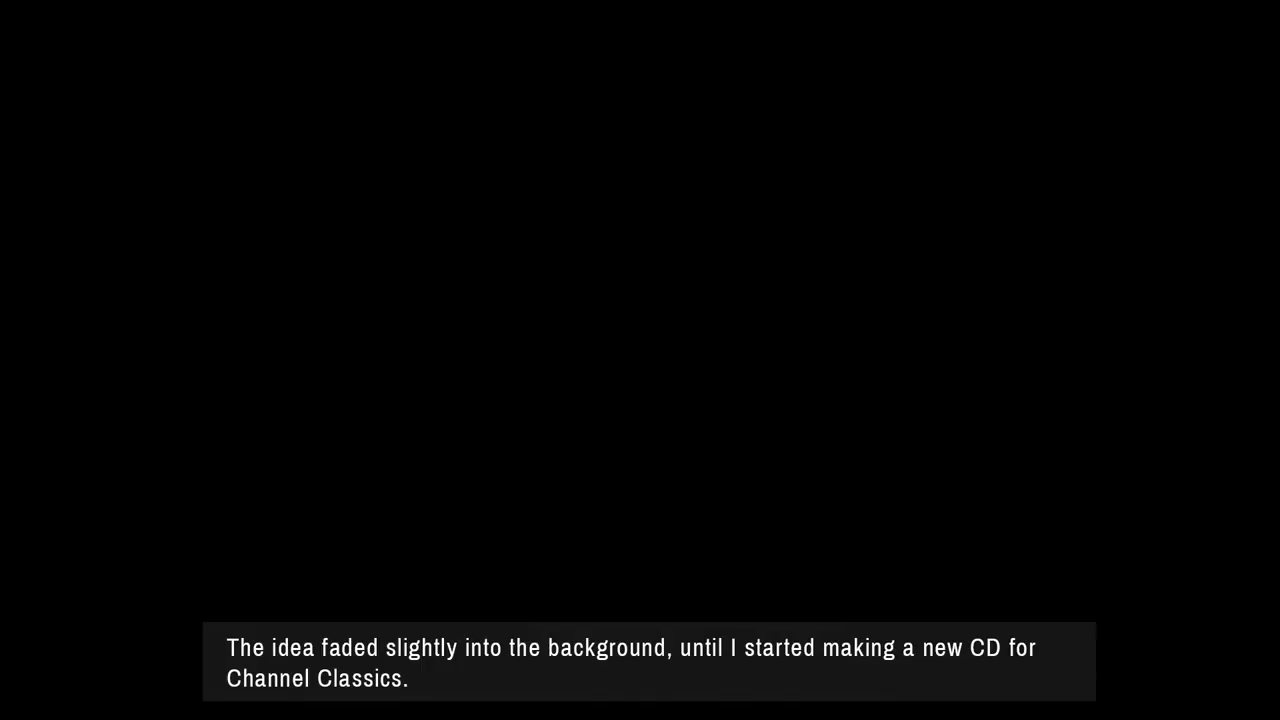 The idea faded slightly into the background, until I started making a new CD for
Channel Classics.